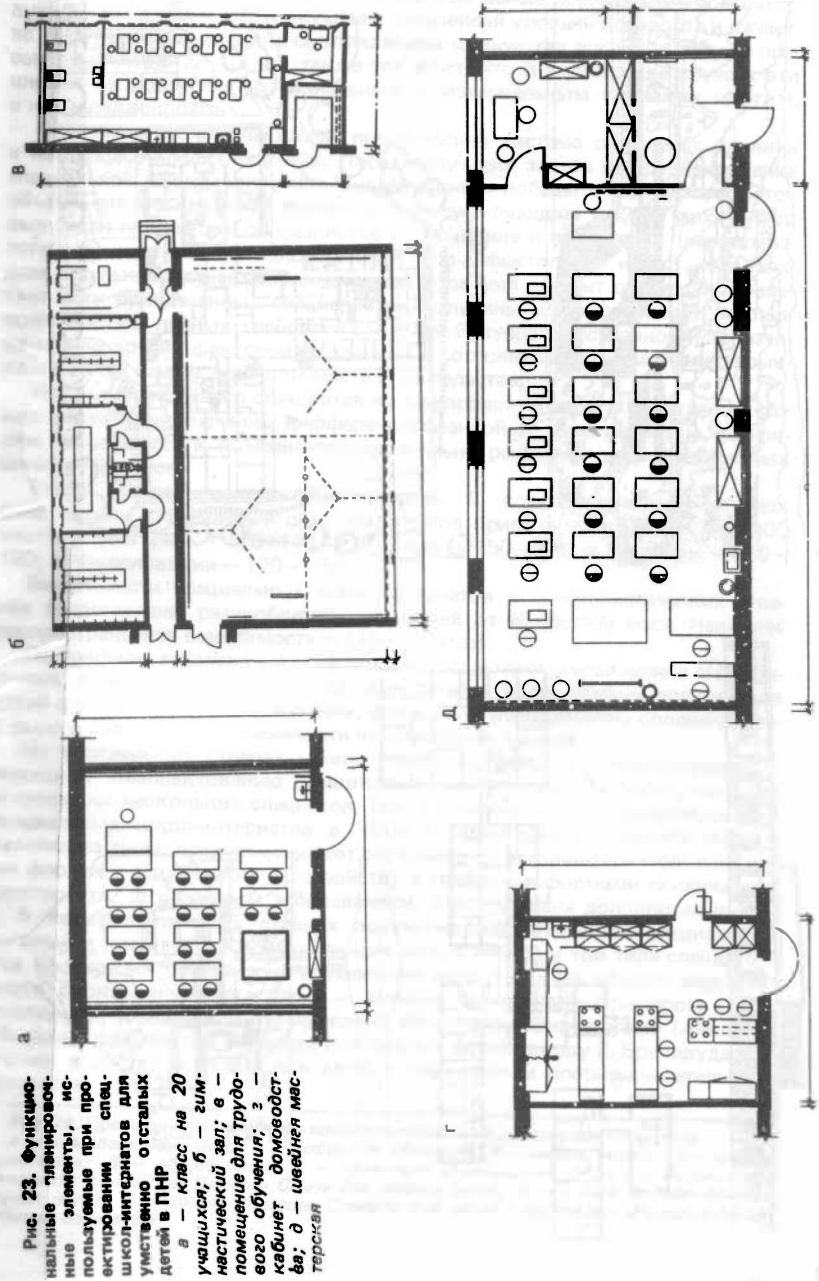 Рис. 23. Функцио-
нальные планировоч-
ные элементы, ис-
пользуемые при про-
ектировании спец-
школ-интернатов для
умственно отсталых
детей в ПНР
а — класс на 20
учащихся; б — гим-
настический зал; в —
помещение для трудо-
вого обучения; г —
кабинет домоводст-
ва; д — швейная мас-
терская
а
б
в
г
д